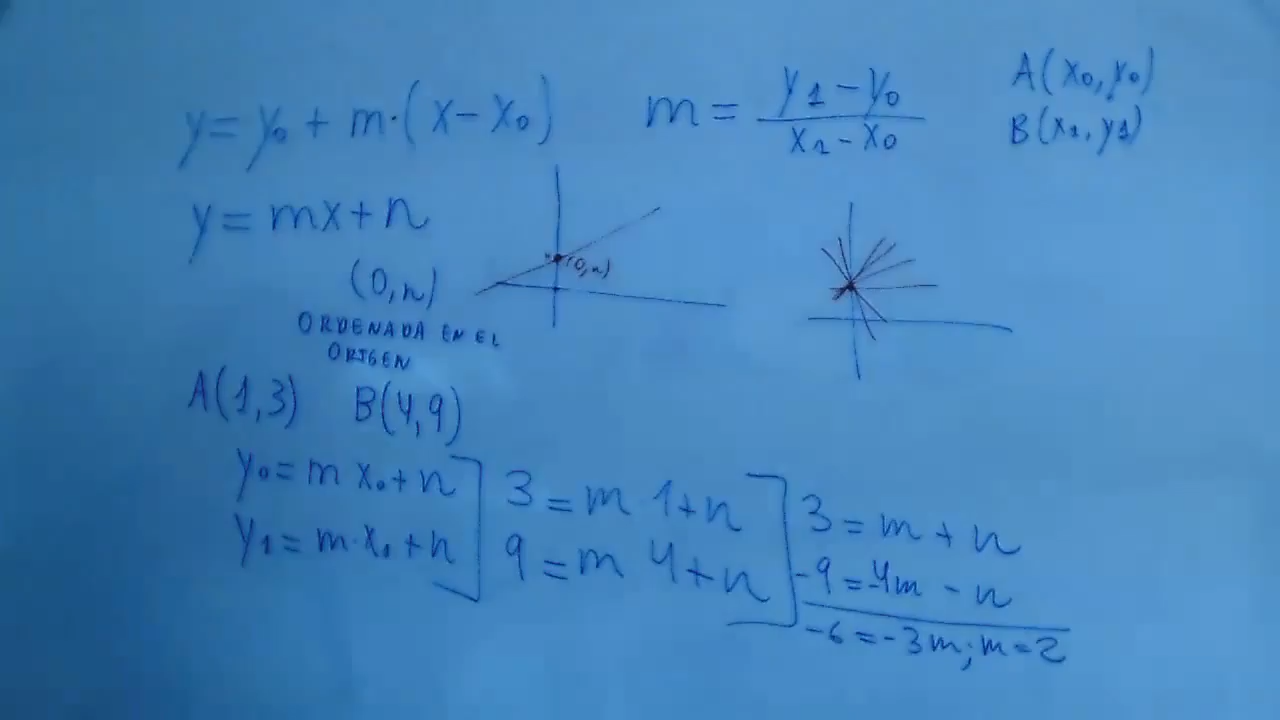 y = y₀ + m·(x - x₀)
m = (y₁ - y₀) / (x₁ - x₀)
A(x₀, y₀)
B(x₁, y₁)
y = mx + n
(0,n)
(0,n)
ORDENADA EN EL
ORIGEN
A(1,3) B(4,9)
y₀ = m x₀ + n
y₁ = m·x₁ + n
3 = m 1 + n
9 = m 4 + n
3 = m + n
-9 = -4m - n
-6 = -3m; m = 2